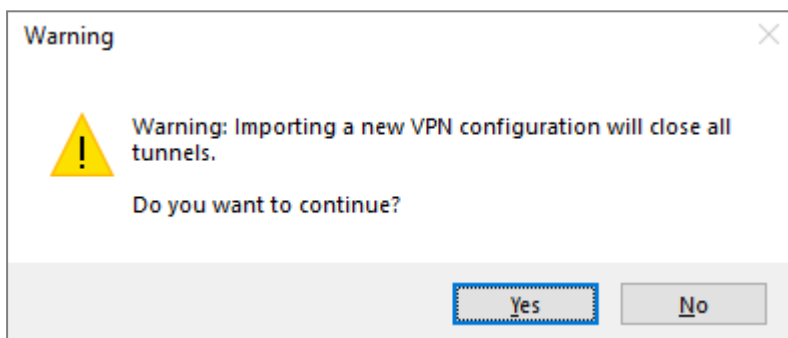 Warning
Warning: Importing a new VPN configuration will close all
tunnels.
Do you want to continue?
Yes
No